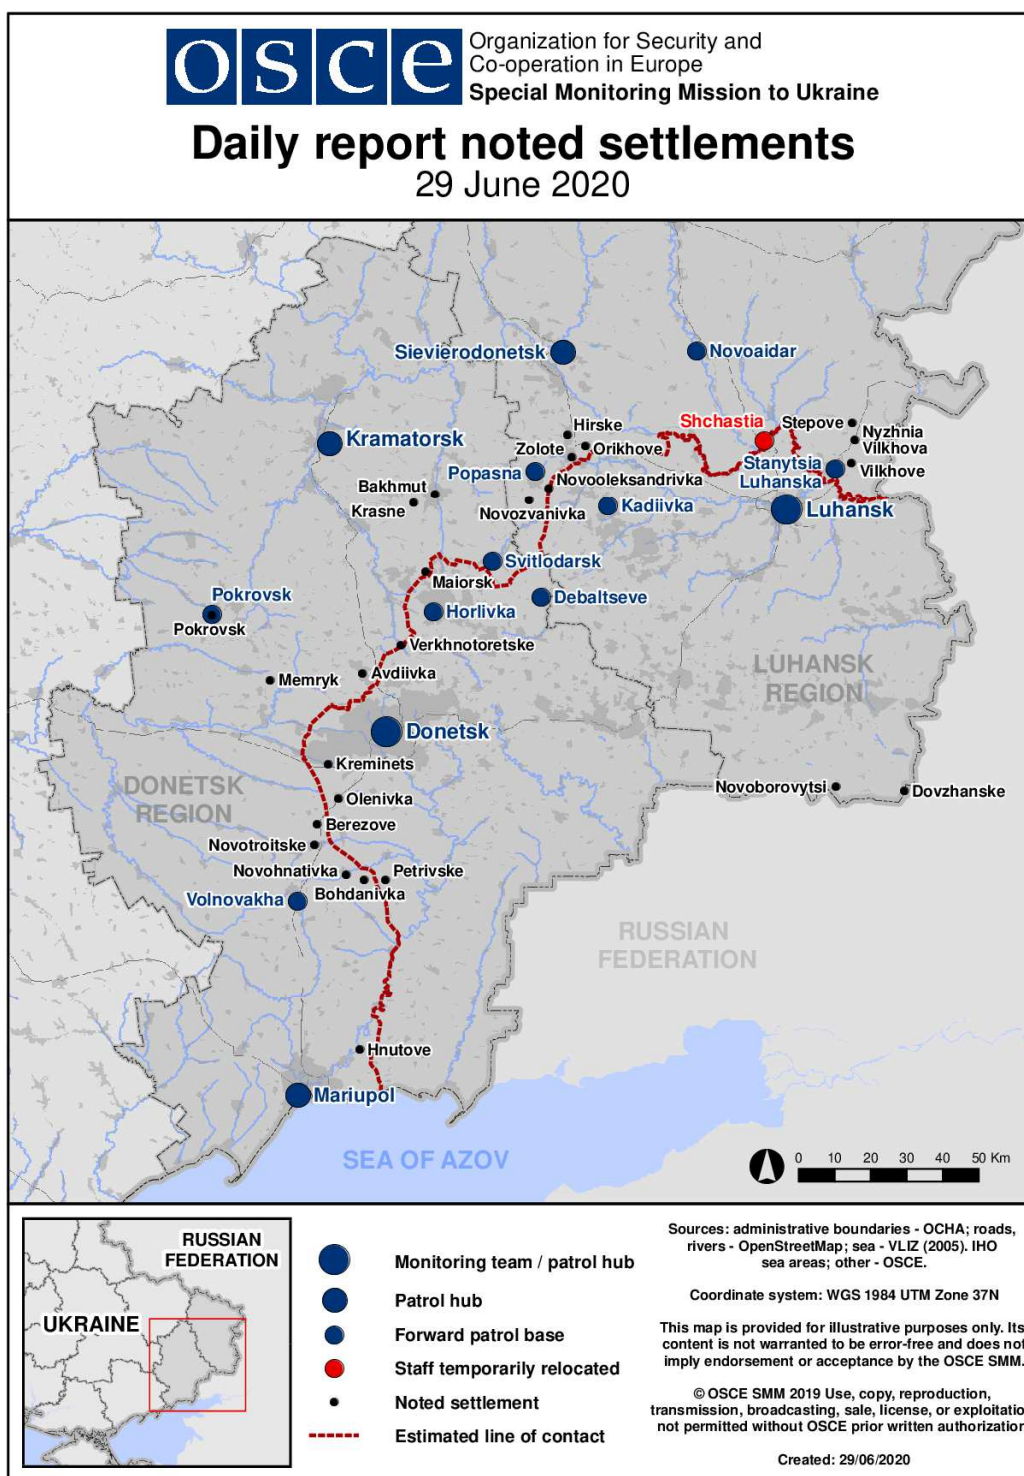 osce
Organization for Security and
Co-operation in Europe
Special Monitoring Mission to Ukraine
Daily report noted settlements
29 June 2020
Sievierodonetsk
Novoaidar
Kramatorsk
Hirske
Zolote
Orikhove
Shchastia
Stepove
Nyzhnia
Vilkhova
Popasna
Stanytsia
Luhanska
Vilkhove
Bakhmut
Krasne
Novooleksandrivka
Novozvanivka
Kadiivka
Luhansk
Svitlodarsk
Maiorsk
Pokrovsk
Pokrovsk
Horlivka
Debaltseve
Verkhnotoretske
Memryk
Avdiivka
LUHANSK
REGION
Donetsk
Kreminets
DONETSK
REGION
Olenivka
Novoborovytsi
Dovzhanske
Berezove
Novotroitske
Novohnativka
Petrivske
Bohdanivka
Volnovakha
RUSSIAN
FEDERATION
Hnutove
Mariupol
SEA OF AZOV
0 10 20 30 40 50 Km
RUSSIAN
FEDERATION
UKRAINE
Monitoring team / patrol hub
Patrol hub
Forward patrol base
Staff temporarily relocated
Noted settlement
Estimated line of contact
Sources: administrative boundaries - OCHA; roads,
rivers - OpenStreetMap; sea - VLIZ (2005). IHO
sea areas; other - OSCE.
Coordinate system: WGS 1984 UTM Zone 37N
This map is provided for illustrative purposes only. Its
content is not warranted to be error-free and does not
imply endorsement or acceptance by the OSCE SMM.
© OSCE SMM 2019 Use, copy, reproduction,
transmission, broadcasting, sale, license, or exploitatio
not permitted without OSCE prior written authorization
Created: 29/06/2020